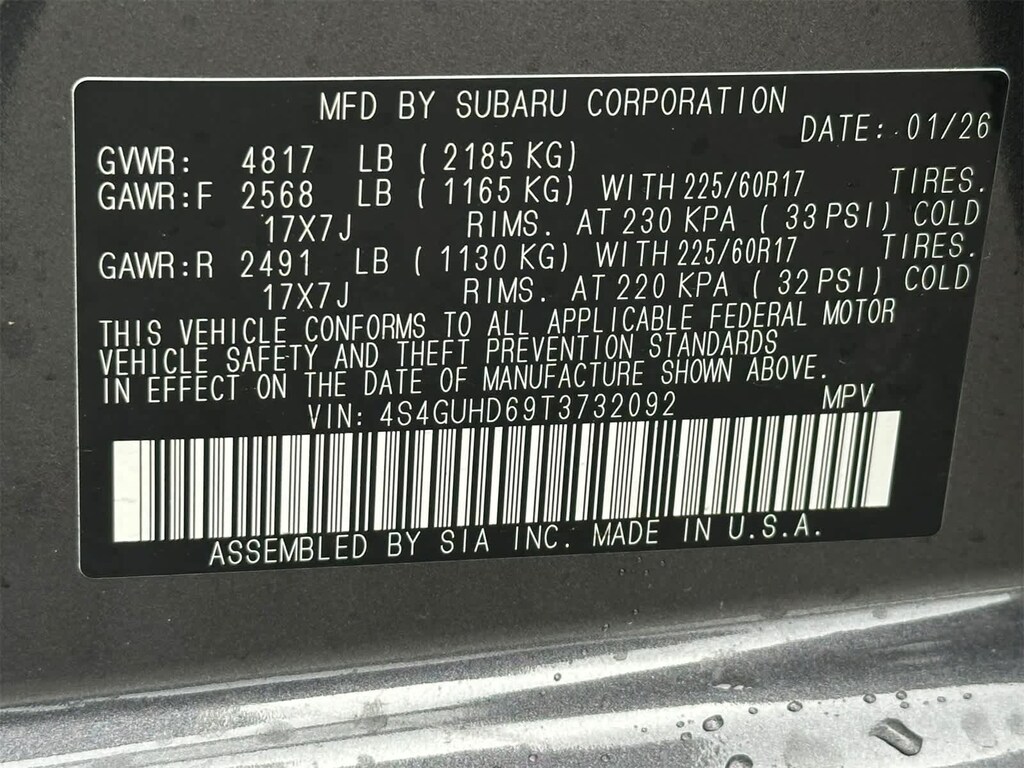 MFD BY SUBARU CORPORATION
DATE: 01/26
GVWR: 4817 LB ( 2185 KG)
GAWR:F 2568 LB ( 1165 KG) WITH 225/60R17 TIRES.
17X7J RIMS. AT 230 KPA ( 33 PSI) COLD
GAWR:R 2491 LB ( 1130 KG) WITH 225/60R17 TIRES.
17X7J RIMS. AT 220 KPA ( 32 PSI) COLD
THIS VEHICLE CONFORMS TO ALL APPLICABLE FEDERAL MOTOR
VEHICLE SAFETY AND THEFT PREVENTION STANDARDS
IN EFFECT ON THE DATE OF MANUFACTURE SHOWN ABOVE.
VIN: 4S4GUHD69T3732092 MPV
ASSEMBLED BY SIA INC. MADE IN U.S.A.